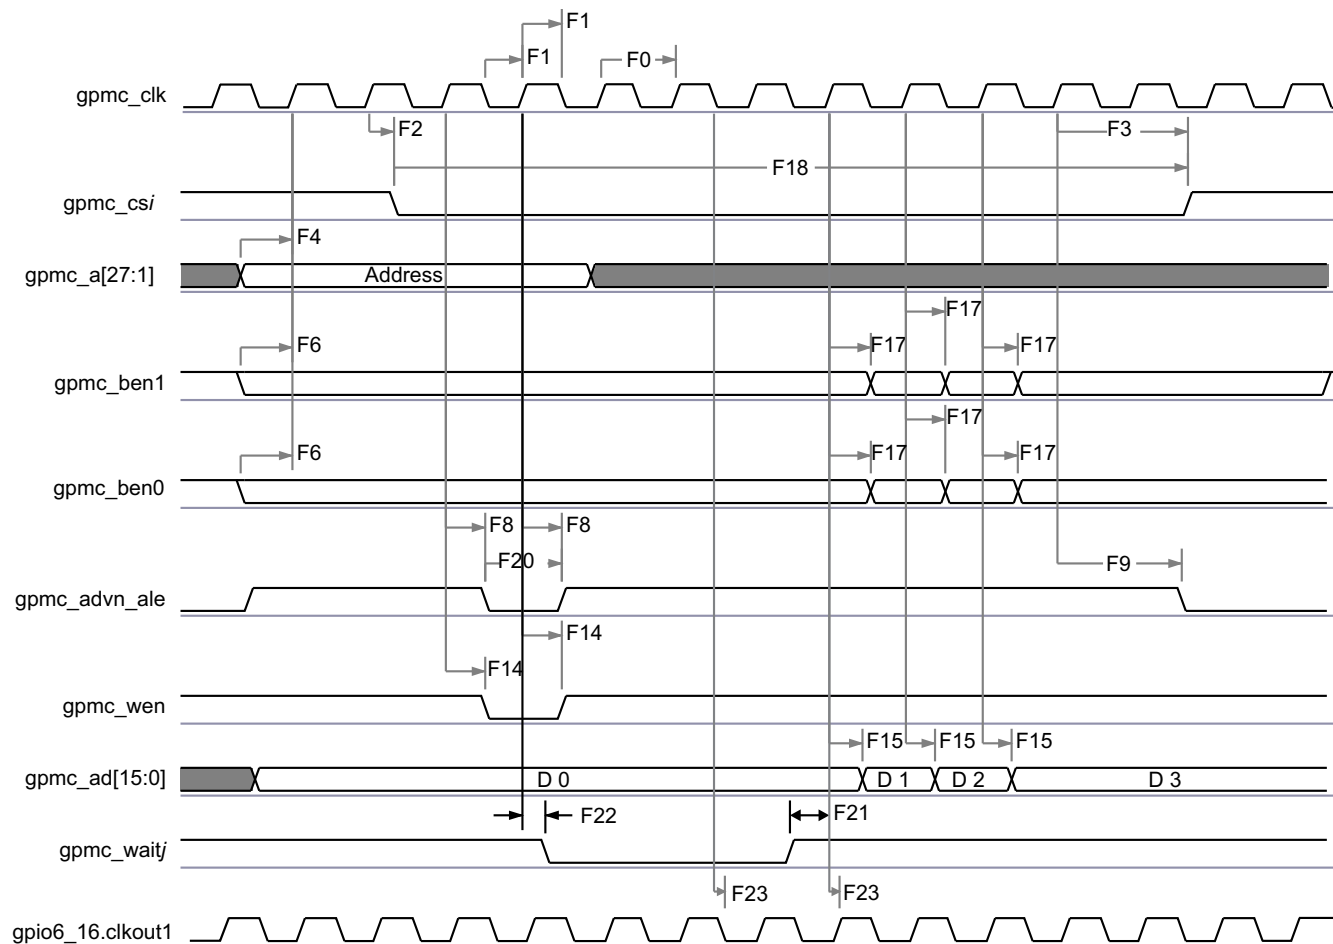 F1
F1
F0
gpmc_clk
F2
F3
F18
gpmc_csi
F4
gpmc_a[27:1]
Address
F17
F6
F17
F17
gpmc_ben1
F17
F6
F17
F17
gpmc_ben0
F8
F8
F20
F9
gpmc_advn_ale
F14
F14
gpmc_wen
F15
F15
F15
gpmc_ad[15:0]
D 0
D 1
D 2
D 3
F22
F21
gpmc_waitj
F23
F23
gpio6_16.clkout1